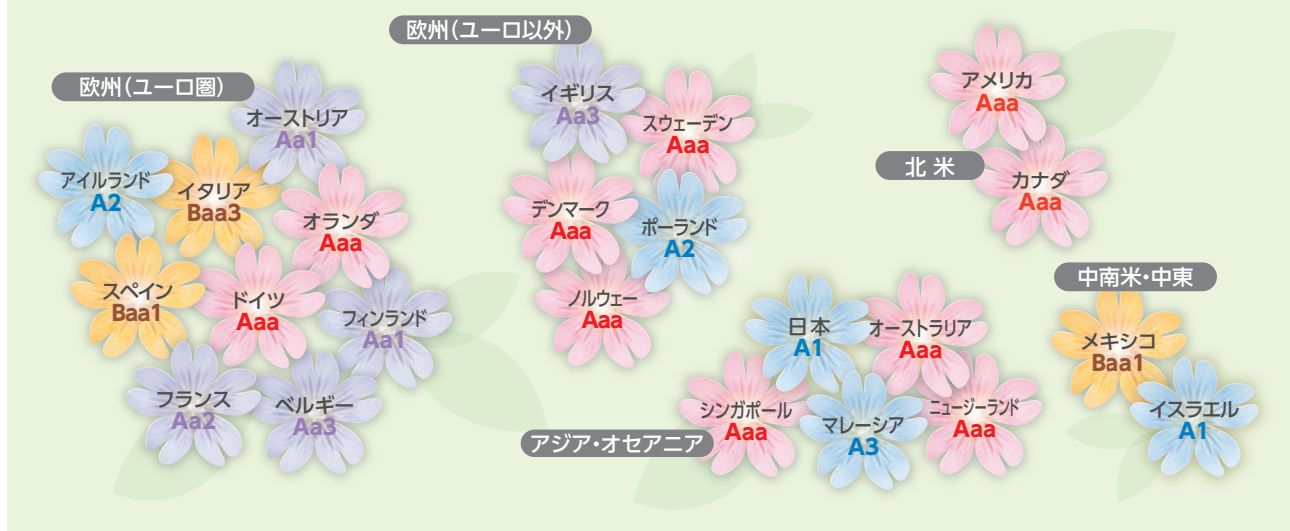 欧州(ユーロ圏)
オーストリア
Aa1
アイルランド
A2
イタリア
Baa3
オランダ
Aaa
スペイン
Baa1
ドイツ
Aaa
フィンランド
Aa1
フランス
Aa2
ベルギー
Aa3
欧州(ユーロ以外)
イギリス
Aa3
スウェーデン
Aaa
デンマーク
Aaa
ポーランド
A2
ノルウェー
Aaa
北 米
アメリカ
Aaa
カナダ
Aaa
アジア・オセアニア
日本
A1
オーストラリア
Aaa
シンガポール
Aaa
マレーシア
A3
ニュージーランド
Aaa
中南米・中東
メキシコ
Baa1
イスラエル
A1